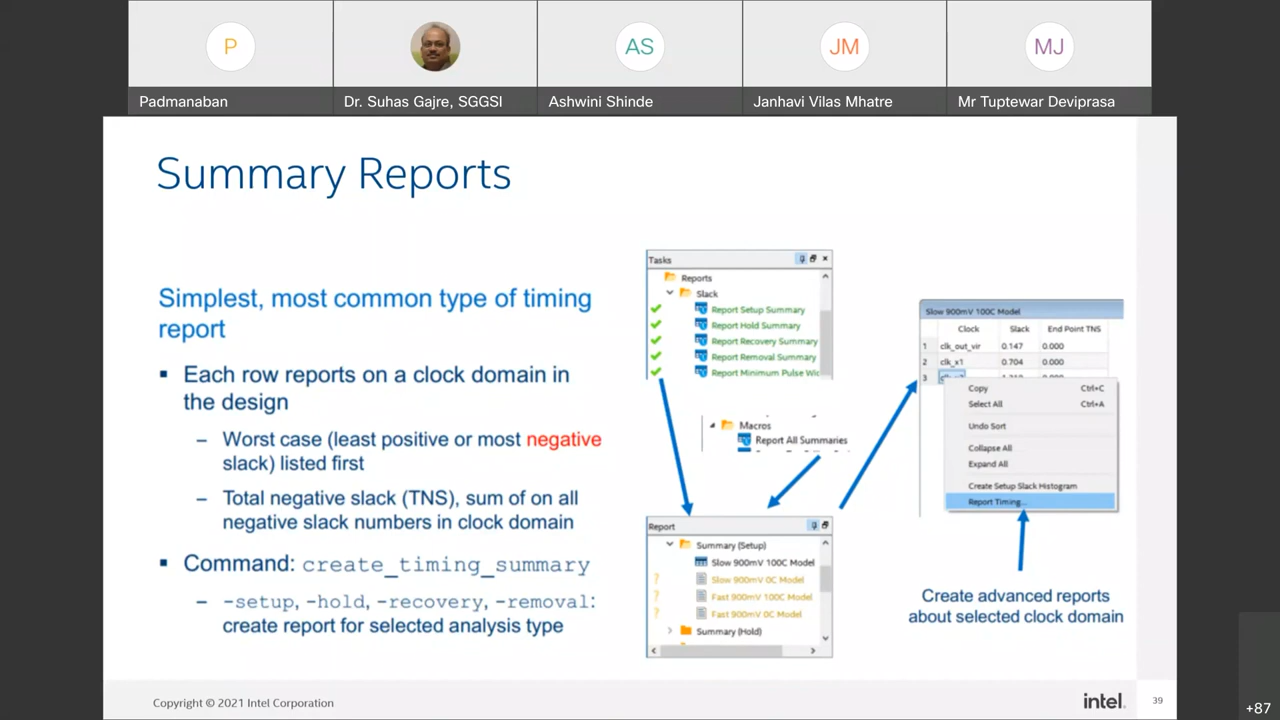 P
AS
JM
MJ
Padmanaban
Dr. Suhas Gajre, SGGSI
Ashwini Shinde
Janhavi Vilas Mhatre
Mr Tuptewar Deviprasa
Summary Reports
Simplest, most common type of timing
report
▪ Each row reports on a clock domain in
the design
– Worst case (least positive or most negative
slack) listed first
– Total negative slack (TNS), sum of on all
negative slack numbers in clock domain
▪ Command: create_timing_summary
– -setup, -hold, -recovery, -removal:
create report for selected analysis type
Tasks
Reports
Slack
Report Setup Summary
Report Hold Summary
Report Recovery Summary
Report Removal Summary
Report Minimum Pulse Wic
Macros
Report All Summaries
Report
Summary (Setup)
Slow 900mV 100C Model
? Slow 900mV 0C Model
? Fast 900mV 100C Model
? Fast 900mV 0C Model
Summary (Hold)
Slow 900mV 100C Model
Clock Slack End Point TNS
1 clk_out_vir 0.147 0.000
2 clk_x1 0.704 0.000
3
Copy Ctrl+C
Select All Ctrl+A
Undo Sort
Collapse All
Expand All
Create Setup Slack Histogram
Report Timing...
Create advanced reports
about selected clock domain
Copyright © 2021 Intel Corporation
intel.
39
+87